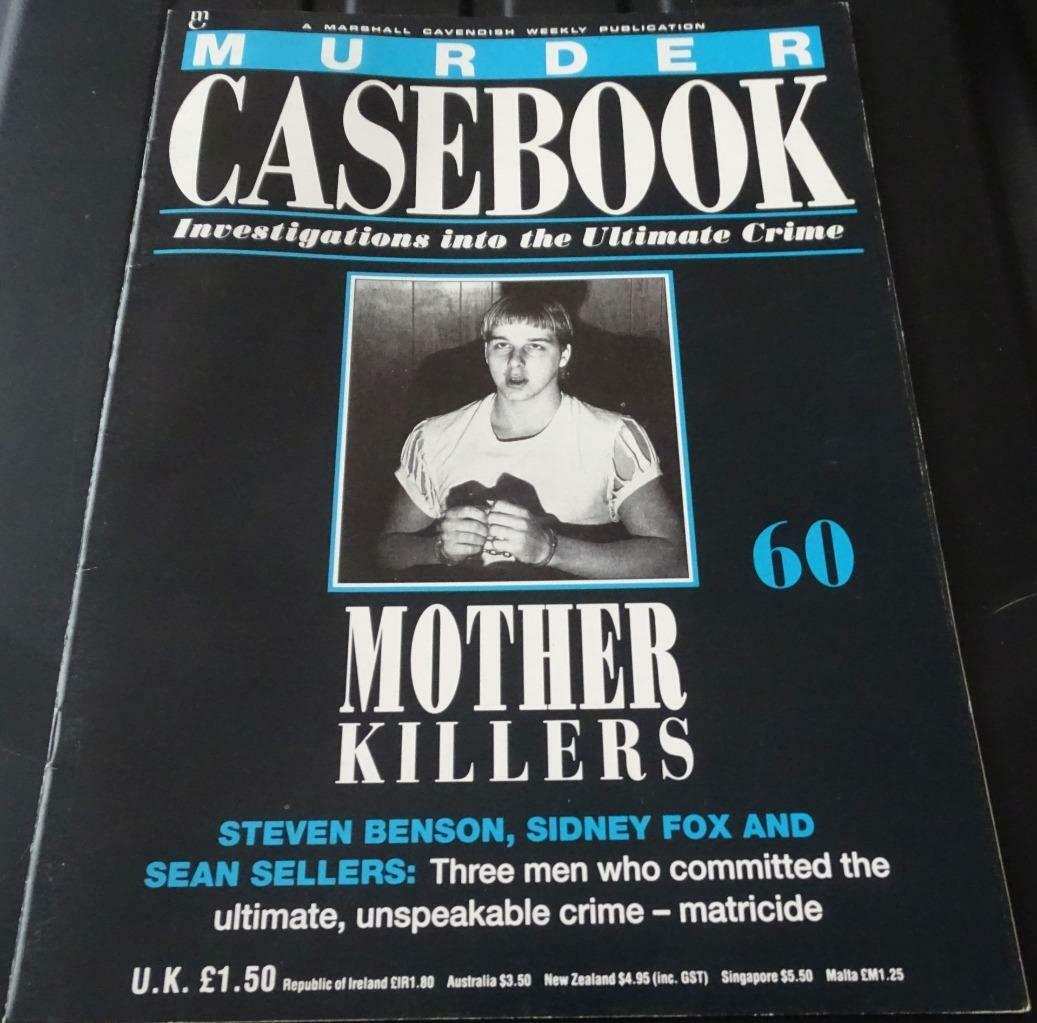 mc
A MARSHALL CAVENDISH WEEKLY PUBLICATION
MURDER
CASEBOOK
Investigations into the Ultimate Crime
60
MOTHER
KILLERS
STEVEN BENSON, SIDNEY FOX AND
SEAN SELLERS: Three men who committed the
ultimate, unspeakable crime – matricide
U.K. £1.50 Republic of Ireland £IR1.80 Australia $3.50 New Zealand $4.95 (inc. GST) Singapore $5.50 Malta £M1.25